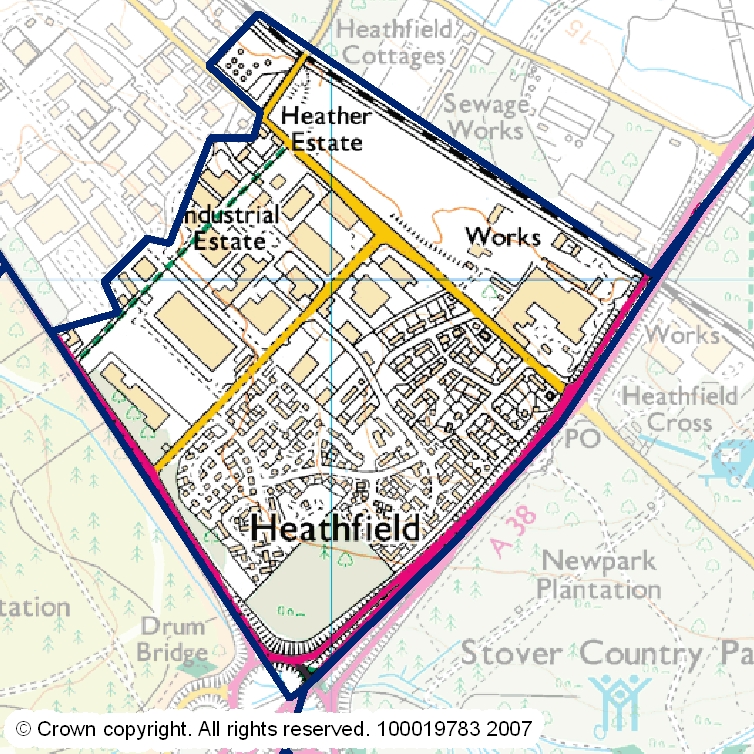 Heathfield
Cottages
Sewage
Works
Heather
Estate
ndustrial
Estate
Works
Works
Heathfield
Cross
PO
Heathfield
A 38
Newpark
Plantation
tation
Drum
Bridge
Stover Country Pa
15
© Crown copyright. All rights reserved. 100019783 2007